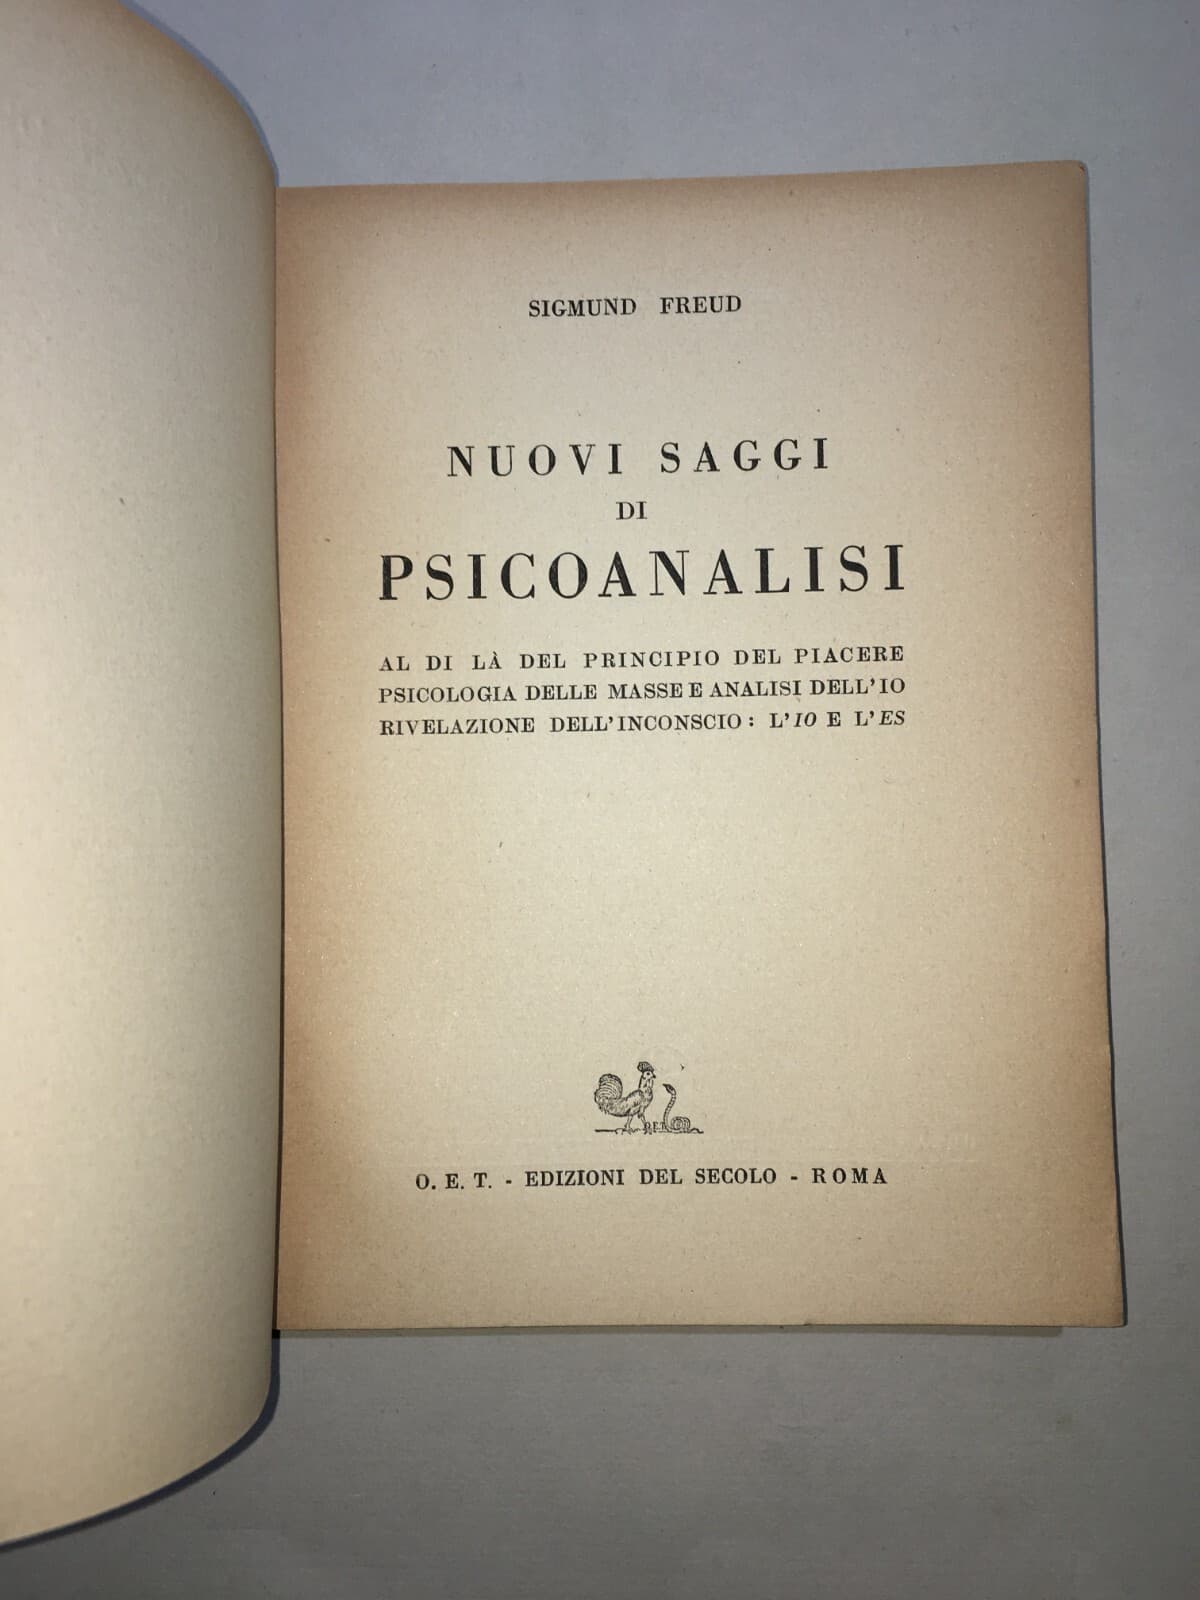 SIGMUND FREUD
NUOVI SAGGI
DI
PSICOANALISI
AL DI LÀ DEL PRINCIPIO DEL PIACERE
PSICOLOGIA DELLE MASSE E ANALISI DELL'IO
RIVELAZIONE DELL'INCONSCIO: L'IO E L'ES
O. E. T. - EDIZIONI DEL SECOLO - ROMA